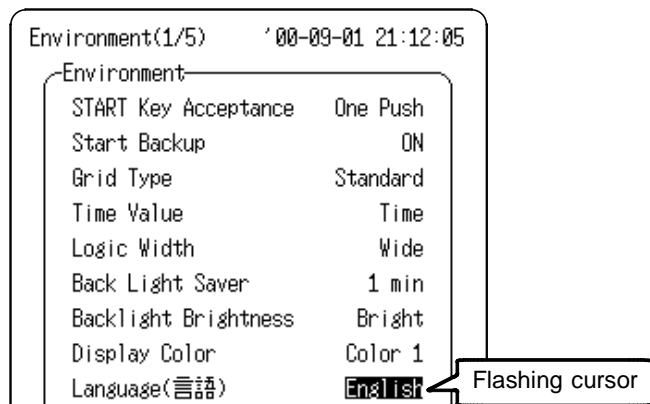 Environment(1/5) '00-09-01 21:12:05
Environment
START Key Acceptance One Push
Start Backup ON
Grid Type Standard
Time Value Time
Logic Width Wide
Back Light Saver 1 min
Backlight Brightness Bright
Display Color Color 1
Language(言語) English
Flashing cursor